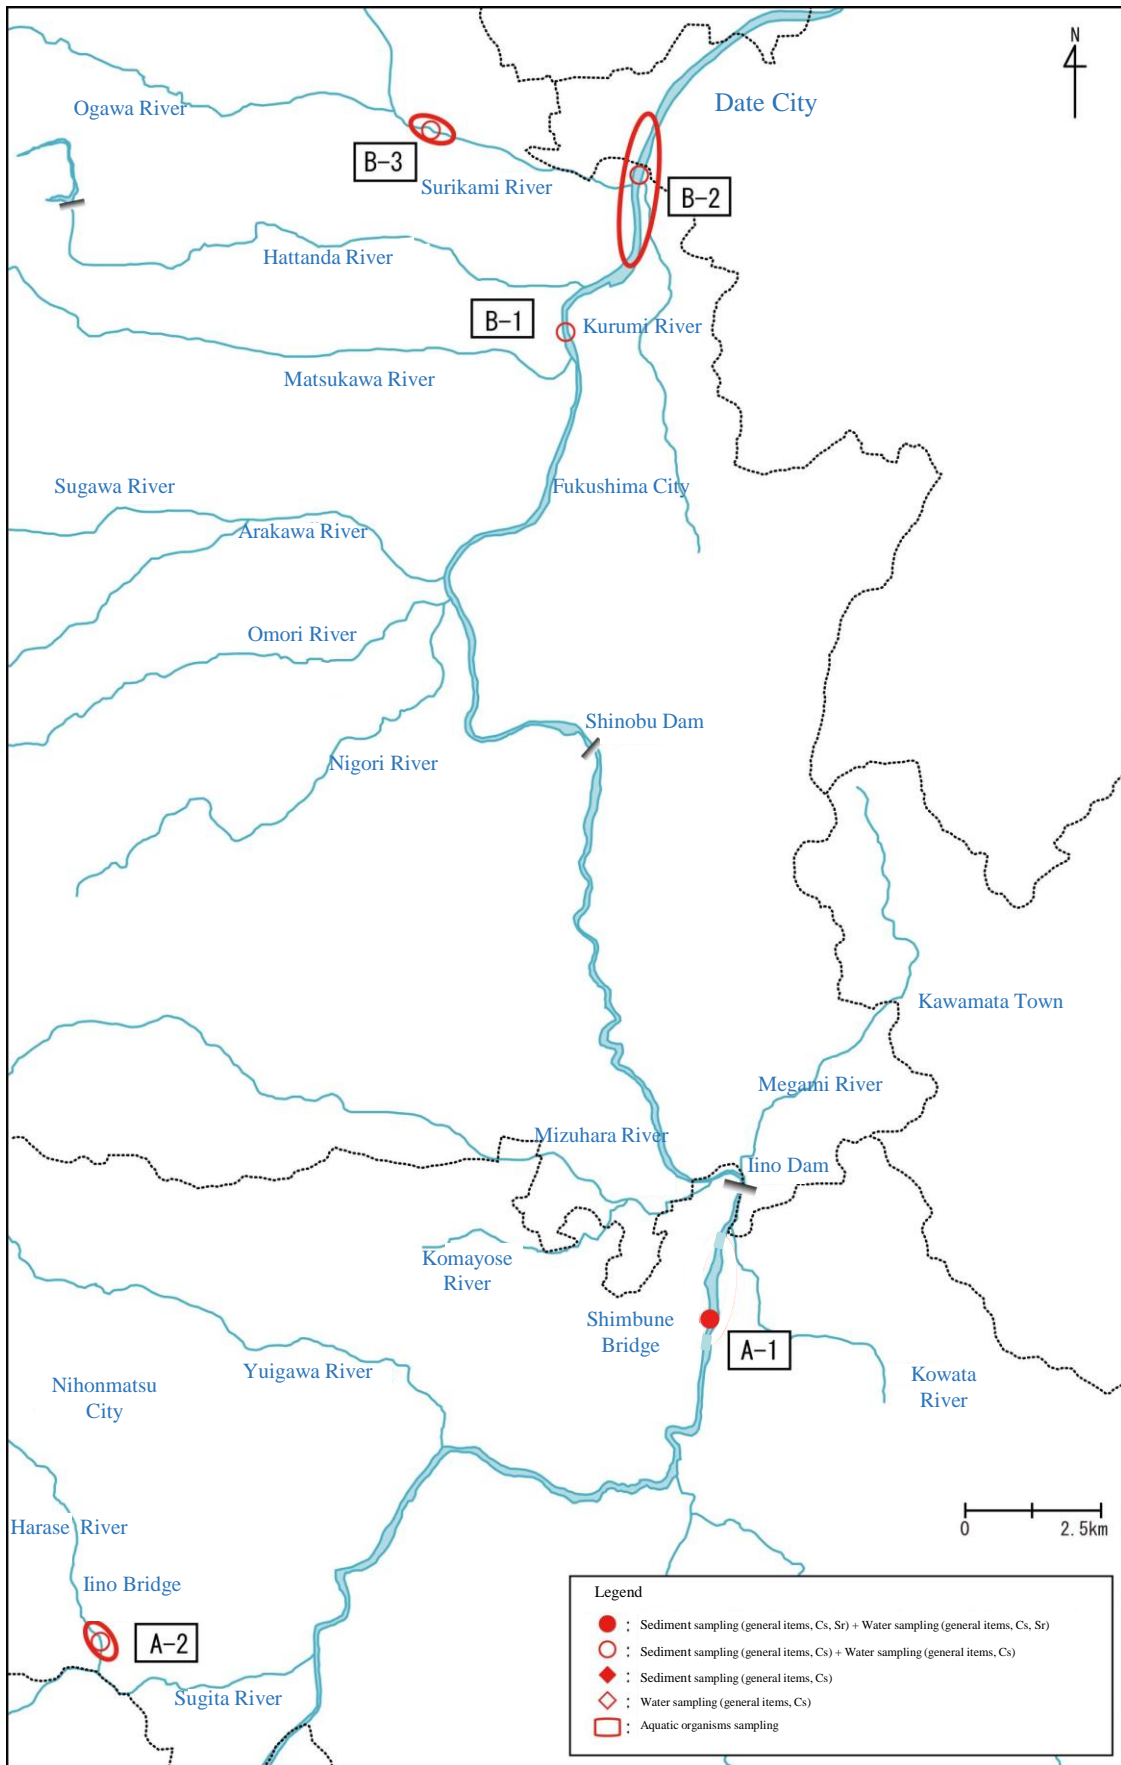 N
Date City
Ogawa River
B-3
Surikami River
B-2
Hattanda River
B-1
Kurumi River
Matsukawa River
Sugawa River
Fukushima City
Arakawa River
Omori River
Shinobu Dam
Nigori River
Kawamata Town
Megami River
Mizuhara River
Iino Dam
Komayose
River
Shimbune
Bridge
A-1
Yuigawa River
Nihonmatsu
City
Kowata
River
Harase River
0 2.5km
Iino Bridge
A-2
Sugita River
Legend
: Sediment sampling (general items, Cs, Sr) + Water sampling (general items, Cs, Sr)
: Sediment sampling (general items, Cs) + Water sampling (general items, Cs)
: Sediment sampling (general items, Cs)
: Water sampling (general items, Cs)
: Aquatic organisms sampling